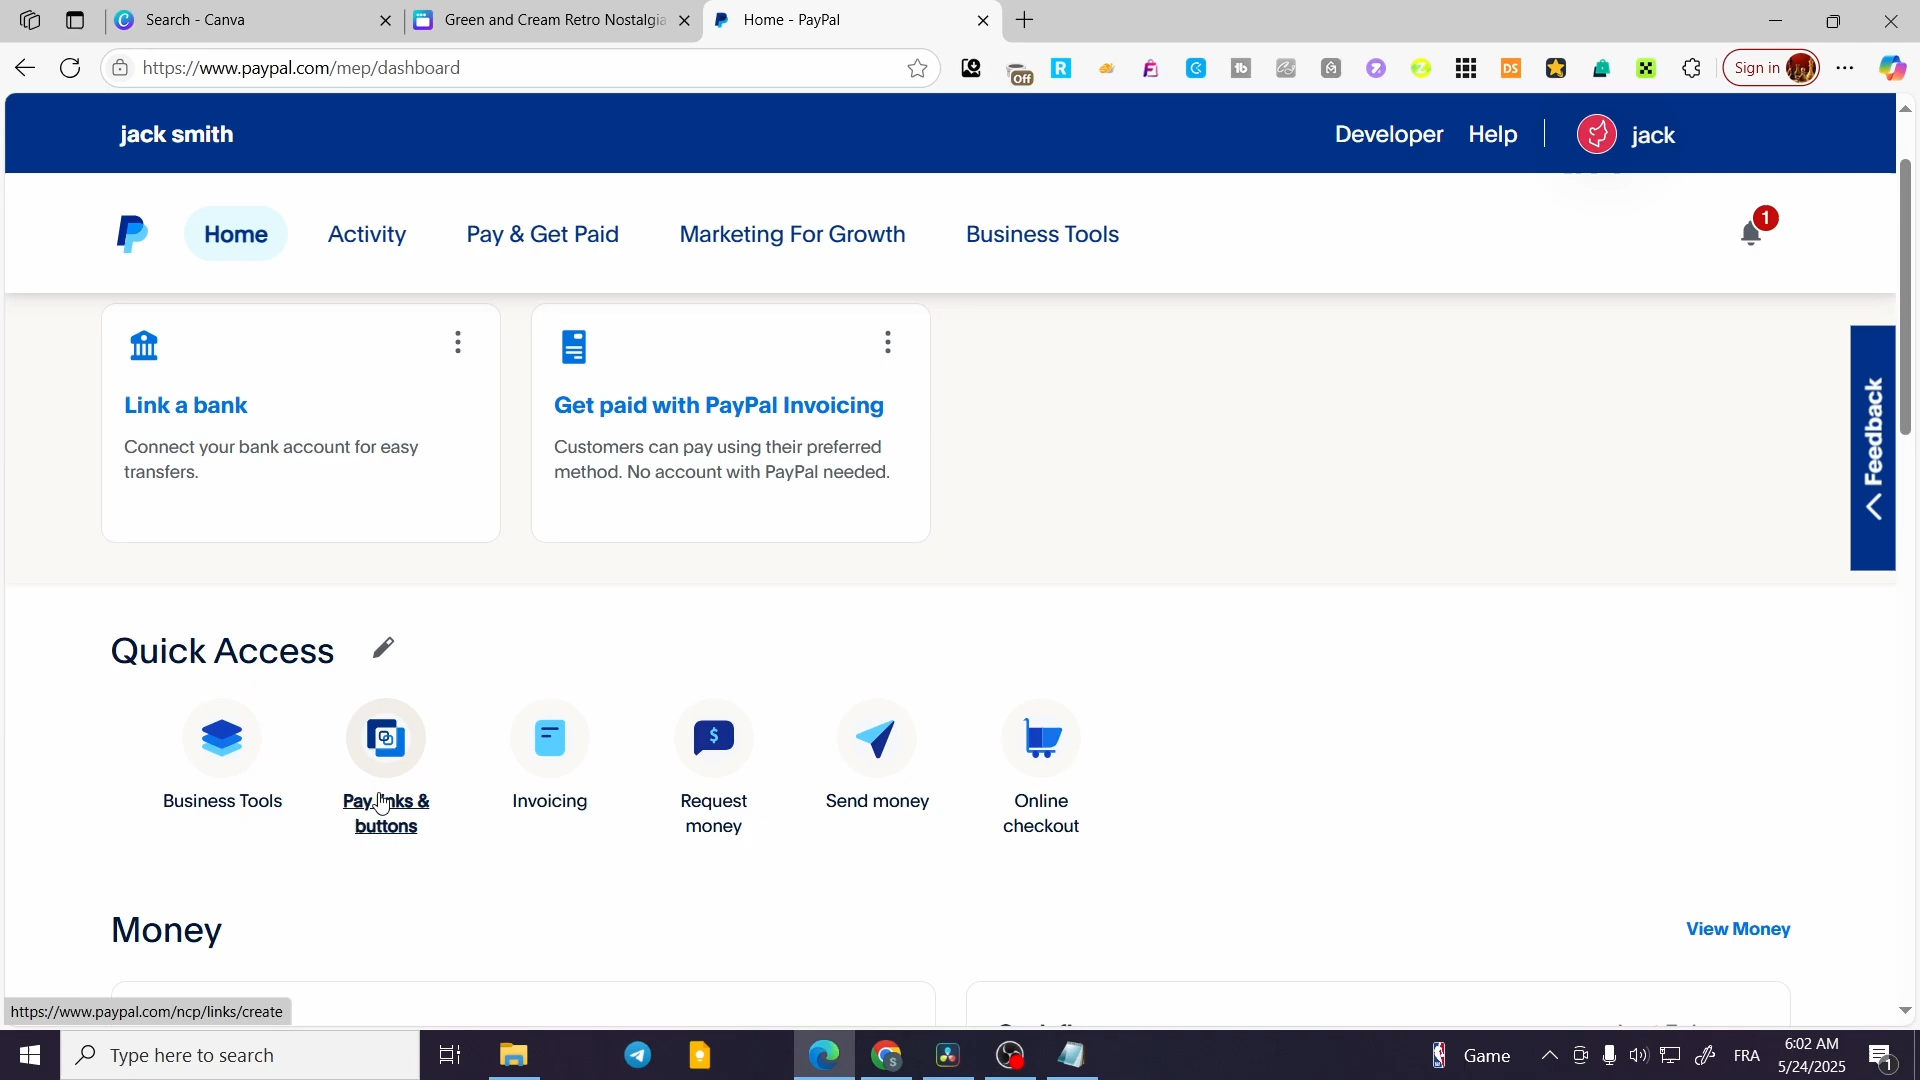 Search - Canva
Green and Cream Retro Nostalgia
Home - PayPal
https://www.paypal.com/mep/dashboard
Off
Sign in
jack smith
Developer
Help
jack
Home
Activity
Pay & Get Paid
Marketing For Growth
Business Tools
1
Link a bank
Connect your bank account for easy
transfers.
Get paid with PayPal Invoicing
Customers can pay using their preferred
method. No account with PayPal needed.
Feedback
Quick Access
Business Tools
Pay links &
buttons
Invoicing
Request
money
Send money
Online
checkout
Money
View Money
https://www.paypal.com/ncp/links/create
Type here to search
Game
FRA
6:02 AM
5/24/2025
1